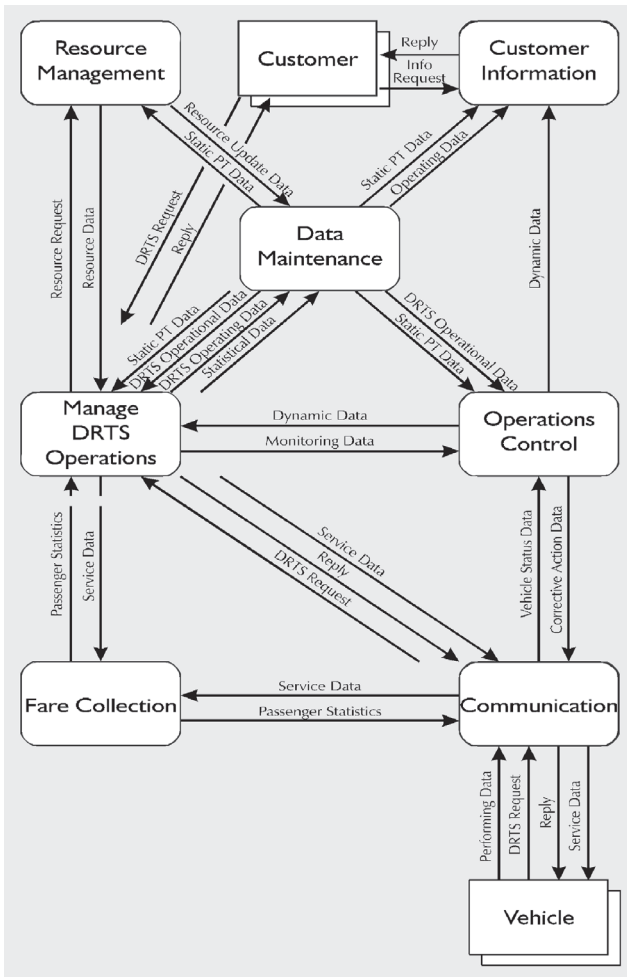 Resource
Management
Customer
Reply
Info
Request
Customer
Information
Resource Update Data
Static PT Data
Static PT Data
Operating Data
DRTS Request
Reply
Data
Maintenance
Resource Request
Resource Data
Dynamic Data
Static PT Data
DRTS Operational Data
DRTS Operating Data
Statistical Data
DRTS Operational Data
Static PT Data
Manage
DRTS
Operations
Dynamic Data
Monitoring Data
Operations
Control
Passenger Statistics
Service Data
Service Data
Reply
DRTS Request
Vehicle Status Data
Corrective Action Data
Fare Collection
Service Data
Passenger Statistics
Communication
Performing Data
DRTS Request
Reply
Service Data
Vehicle